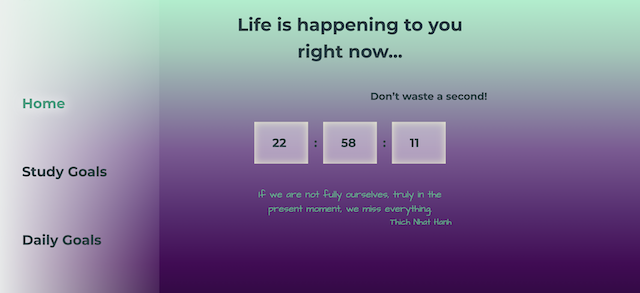 Life is happening to you
right now...
Don't waste a second!
Home
22 : 58 : 11
Study Goals
If we are not fully ourselves, truly in the
present moment, we miss everything.
Thich Nhat Hanh
Daily Goals